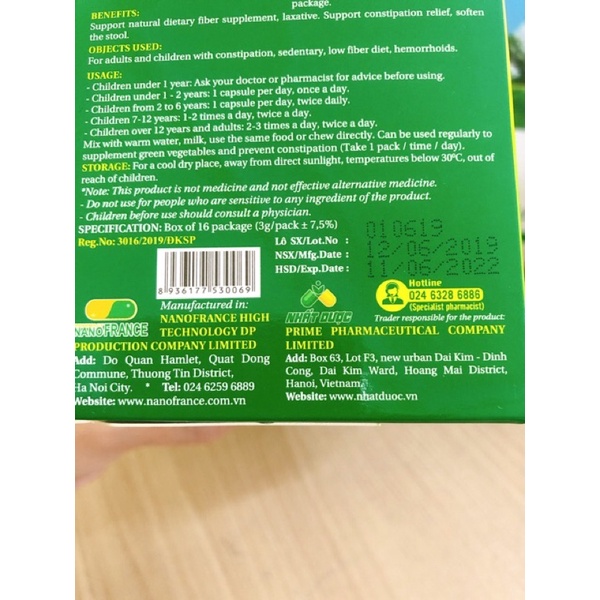 package.
BENEFITS:
Support natural dietary fiber supplement, laxative. Support constipation relief, soften
the stool.
OBJECTS USED:
For adults and children with constipation, sedentary, low fiber diet, hemorrhoids.
USAGE:
- Children under 1 year: Ask your doctor or pharmacist for advice before using.
- Children under 1 - 2 years: 1 capsule per day, once a day.
- Children from 2 to 6 years: 1 capsule per day, twice daily.
- Children 7-12 years: 1-2 times a day, twice a day.
- Children over 12 years and adults: 2-3 times a day, twice a day.
Mix with warm water, milk, use the same food or chew directly. Can be used regularly to
supplement green vegetables and prevent constipation (Take 1 pack / time / day).
STORAGE: For a cool dry place, away from direct sunlight, temperatures below 30ºC, out of
reach of children.
*Note: This product is not medicine and not effective alternative medicine.
- Do not use for people who are sensitive to any ingredient of the product.
- Children before use should consult a physician.
SPECIFICATION: Box of 16 package (3g/pack ± 7,5%)
Reg.No: 3016/2019/ĐKSP
Lô SX/Lot.No : 010619
NSX/Mfg.Date : 12/06/2019
HSD/Exp.Date : 11/06/2022
8 936177 530069
Hotline
024 6328 6886
(Specialist pharmacist)
NANOFRANCE
Manufactured in:
NANOFRANCE HIGH
TECHNOLOGY DP
PRODUCTION COMPANY LIMITED
Add: Do Quan Hamlet, Quat Dong
Commune, Thuong Tin District,
Ha Noi City. * Tel: 024 6259 6889
Website: www.nanofrance.com.vn
NHẤT DƯỢC
Trader responsible for the product:
PRIME PHARMACEUTICAL COMPANY
LIMITED
Add: Box 63, Lot F3, new urban Dai Kim - Dinh
Cong, Dai Kim Ward, Hoang Mai District,
Hanoi, Vietnam.
Website: www.nhatduoc.vn